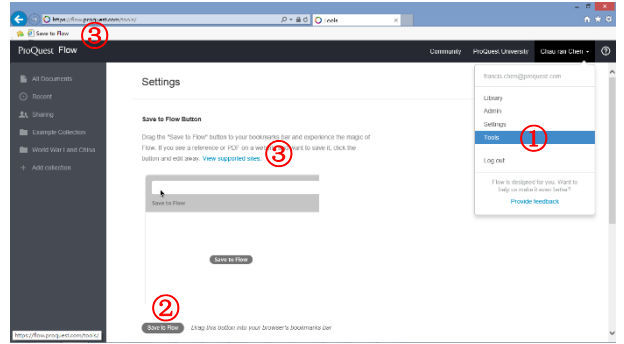 https://flow.proquest.com/tools/
Tools
Save to Flow
③
ProQuest Flow
Community
ProQuest University
Chau ran Chen
All Documents
Recent
Sharing
Example Collection
World War I and China
+ Add collection
Settings
Save to Flow Button
Drag the "Save to Flow" button to your bookmarks bar and experience the magic of
Flow. If you see a reference or PDF on a want to save it, click the
button and edit away. View supported sites.
③
Save to Flow
Save to Flow
②
Save to Flow
Drag this button into your browser's bookmarks bar
francis.chen@proquest.com
Library
Admin
Settings
Tools
①
Log out
Flow is designed for you. Want to
help us make it even better?
Provide feedback
https://flow.proquest.com/tools/